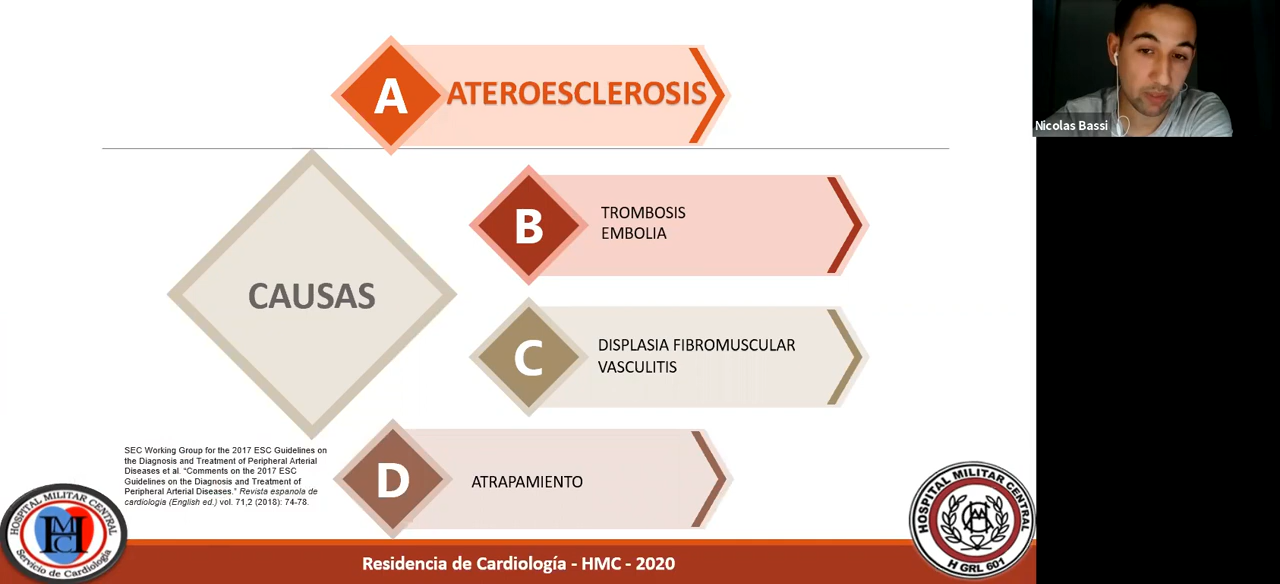 A
ATEROESCLEROSIS
Nicolas Bassi
B
TROMBOSIS
EMBOLIA
CAUSAS
C
DISPLASIA FIBROMUSCULAR
VASCULITIS
D
ATRAPAMIENTO
SEC Working Group for the 2017 ESC Guidelines on
the Diagnosis and Treatment of Peripheral Arterial
Diseases et al. “Comments on the 2017 ESC
Guidelines on the Diagnosis and Treatment of
Peripheral Arterial Diseases.” Revista espanola de
cardiologia (English ed.) vol. 71,2 (2018): 74-78.
HOSPITAL MILITAR CENTRAL
HMC
Servicio de Cardiología
HOSPITAL MILITAR CENTRAL
H GRL 601
Residencia de Cardiología - HMC - 2020